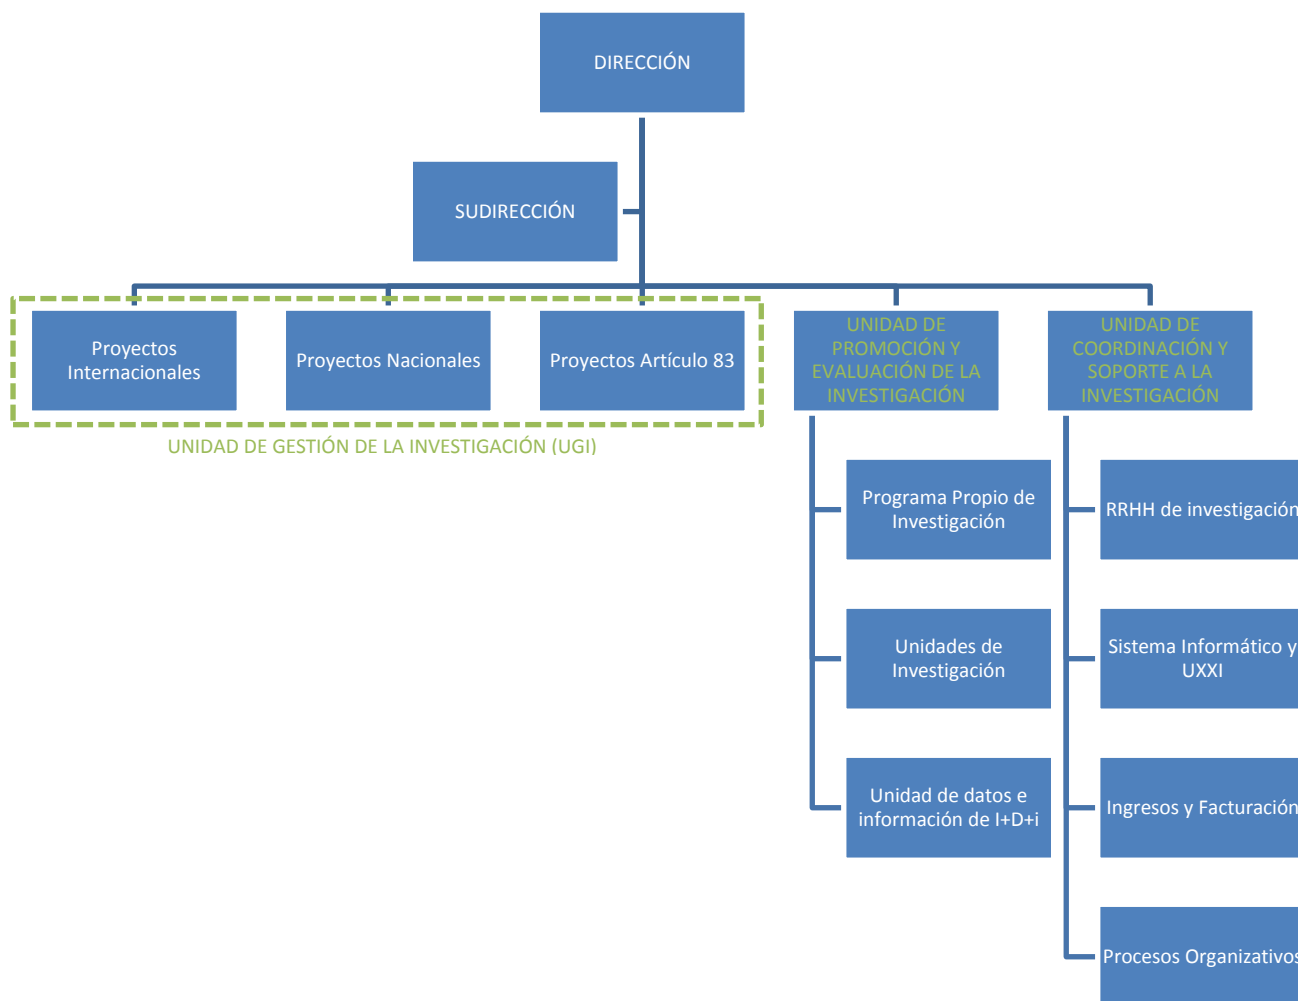 DIRECCIÓN
SUDIRECCIÓN
Proyectos
Internacionales
Proyectos Nacionales
Proyectos Artículo 83
UNIDAD DE GESTIÓN DE LA INVESTIGACIÓN (UGI)
UNIDAD DE
PROMOCIÓN Y
EVALUACIÓN DE LA
INVESTIGACIÓN
UNIDAD DE
COORDINACIÓN Y
SOPORTE A LA
INVESTIGACIÓN
Programa Propio de
Investigación
Unidades de
Investigación
Unidad de datos e
información de I+D+i
RRHH de investigación
Sistema Informático y
UXXI
Ingresos y Facturación
Procesos Organizativos